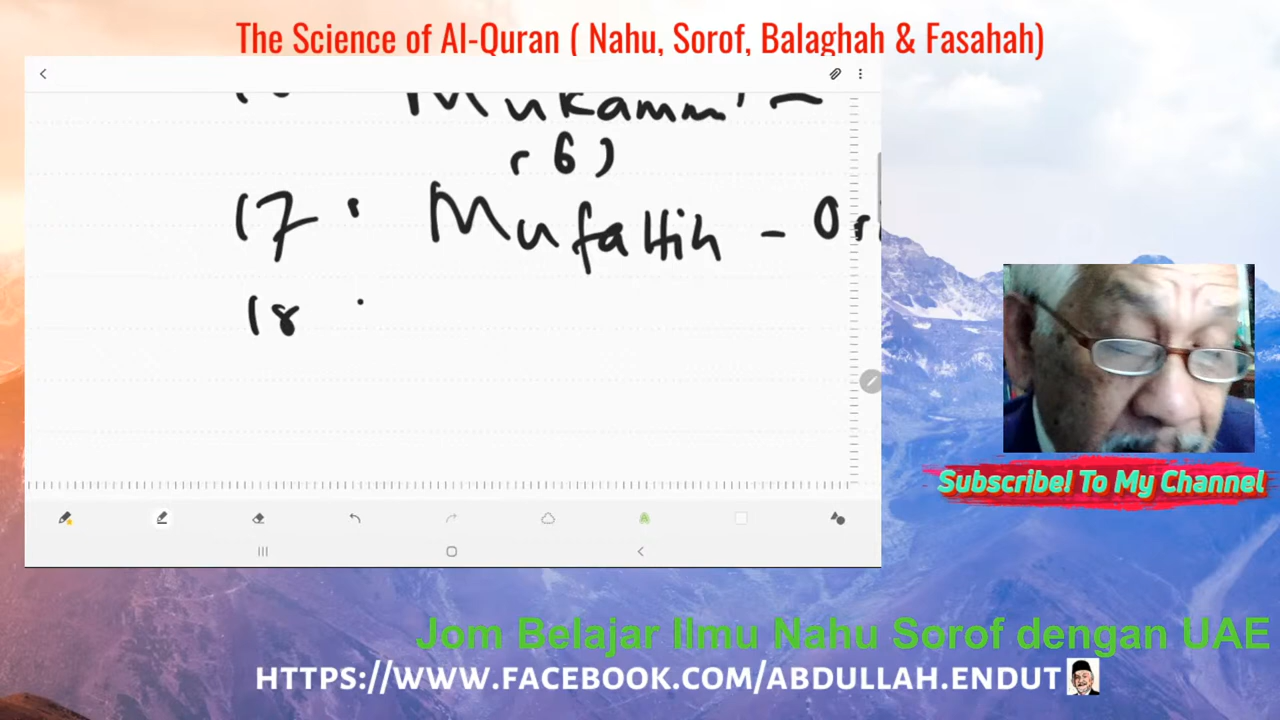 The Science of Al-Quran ( Nahu, Sorof, Balaghah & Fasahah)
r 6 )
17 . Mufattih - Or
18 .
Subscribe! To My Channel
Jom Belajar Ilmu Nahu Sorof dengan UAE
HTTPS://WWW.FACEBOOK.COM/ABDULLAH.ENDUT